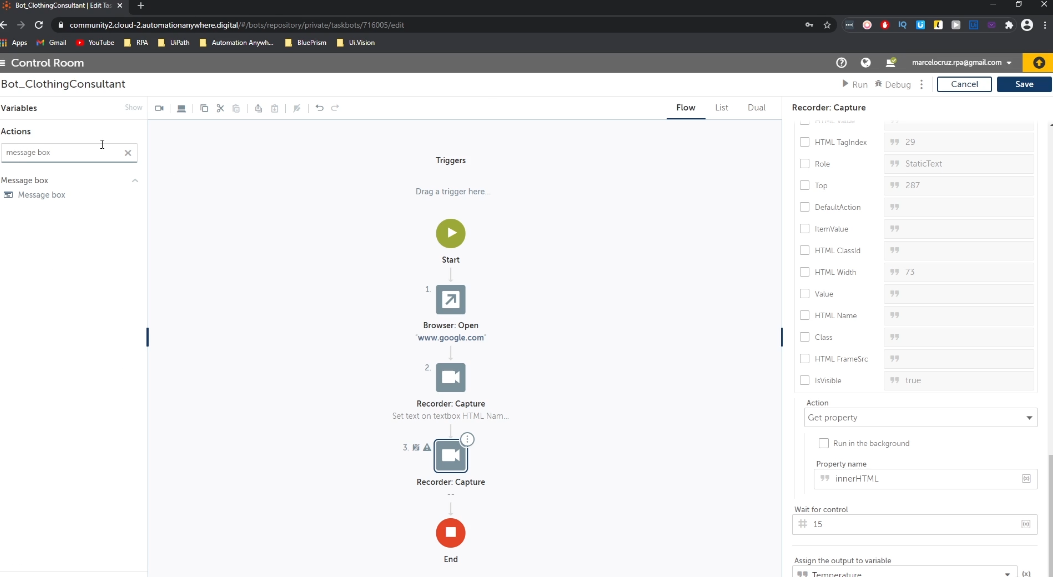 Bot_ClothingConsultant | Edit Ta
community2.cloud-2.automationanywhere.digital/#/bots/repository/private/taskbots/716005/edit
Apps Gmail YouTube RPA UiPath Automation Anywh... BluePrism Ui.Vision
Control Room
marcelocruz.rpa@gmail.com
Bot_ClothingConsultant
Run Debug Cancel Save
Variables Show
Flow List Dual
Recorder: Capture
Actions
message box
Message box
Message box
Triggers
Drag a trigger here...
Start
1.
Browser: Open
"www.google.com"
2.
Recorder: Capture
Set text on textbox HTML Nam...
3.
Recorder: Capture
--
End
HTML TagIndex 29
Role StaticText
Top 287
DefaultAction
ItemValue
HTML ClassId
HTML Width 73
Value
HTML Name
Class
HTML FrameSrc
IsVisible true
Action
Get property
Run in the background
Property name
innerHTML
Wait for control
# 15
Assign the output to variable
Temperature (x)